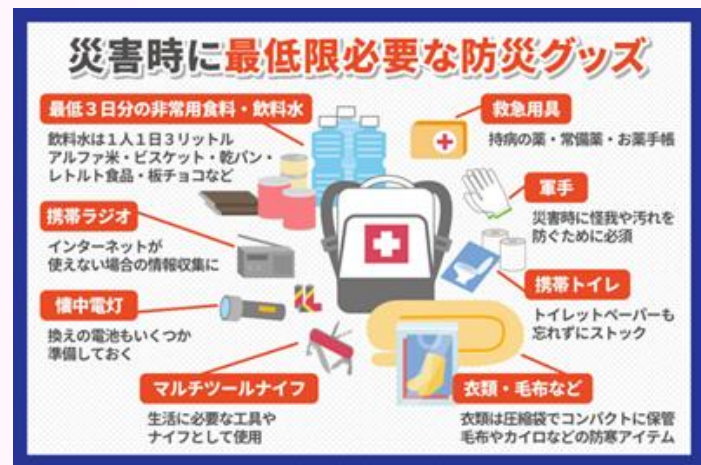 災害時に最低限必要な防災グッズ
最低3日分の非常用食料・飲料水
飲料水は1人1日3リットル
アルファ米・ビスケット・乾パン・
レトルト食品・板チョコなど
救急用具
持病の薬・常備薬・お薬手帳
軍手
災害時に怪我や汚れを
防ぐために必須
携帯ラジオ
インターネットが
使えない場合の情報収集に
携帯トイレ
トイレットペーパーも
忘れずにストック
懐中電灯
換えの電池もいくつか
準備しておく
マルチツールナイフ
生活に必要な工具や
ナイフとして使用
衣類・毛布など
衣類は圧縮袋でコンパクトに保管
毛布やカイロなどの防寒アイテム